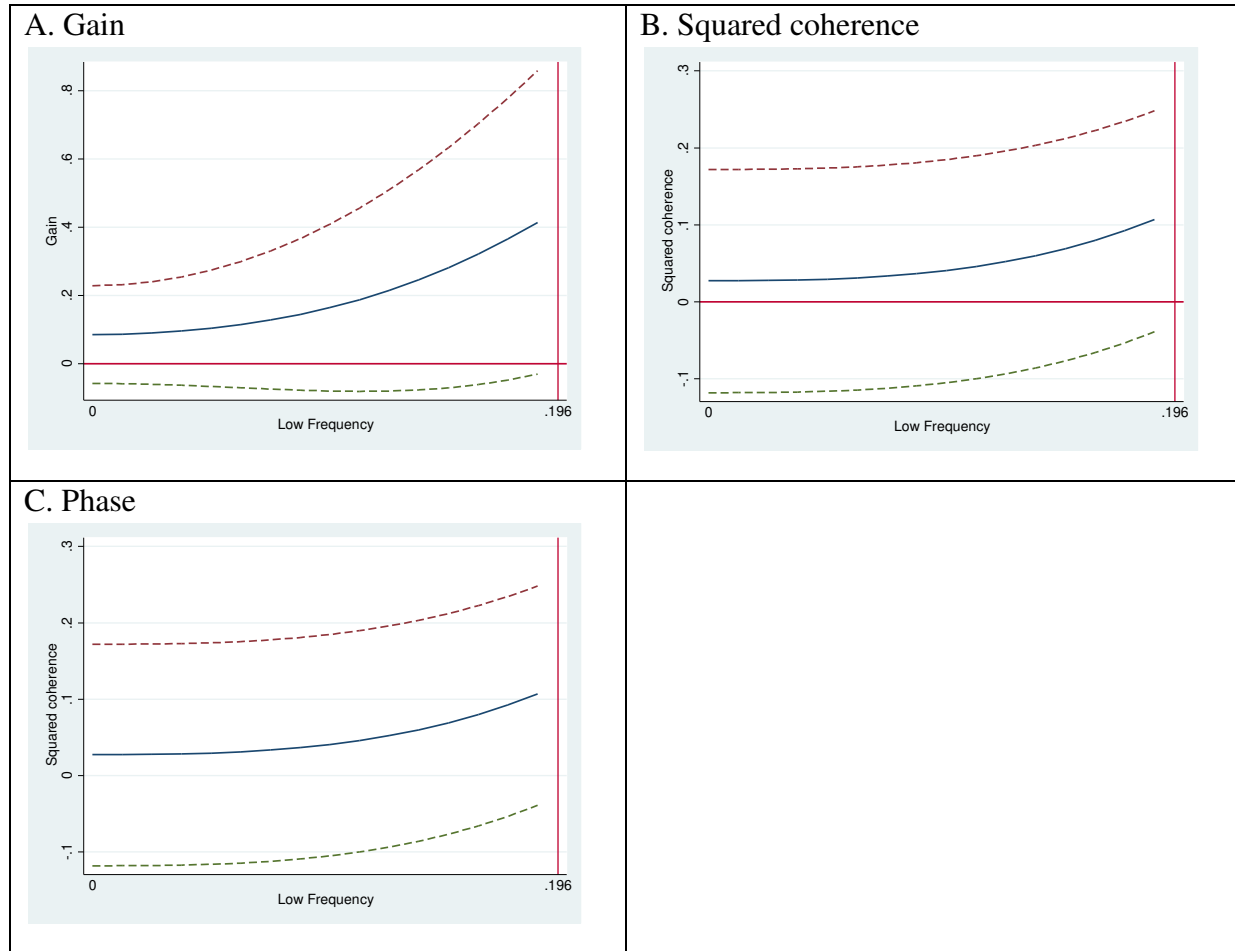 A. Gain
.8
.6
.4
.2
0
Gain
0
.196
Low Frequency
B. Squared coherence
.3
.2
.1
0
-.1
Squared coherence
0
.196
Low Frequency
C. Phase
.3
.2
.1
0
-.1
Squared coherence
0
.196
Low Frequency